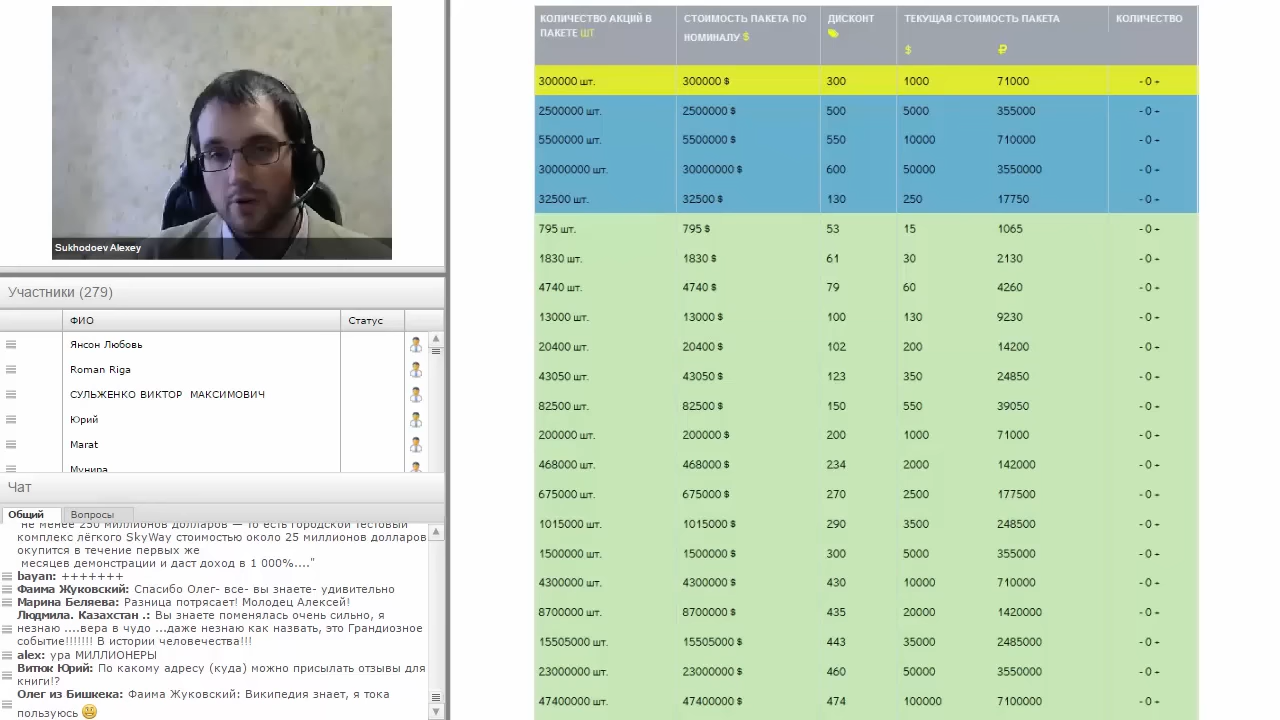 Sukhodoev Alexey
Участники (279)
ФИО Статус
Янсон Любовь
Roman Riga
СУЛЬЖЕНКО ВИКТОР МАКСИМОВИЧ
Юрий
Marat
Мунира
Чат
Общий Вопросы
не менее 250 миллионов долларов — то есть городской тестовый
комплекс лёгкого SkyWay стоимостью около 25 миллионов долларов
окупится в течение первых же
месяцев демонстрации и даст доход в 1 000%...."
bayan: +++++++
Фаима Жуковский: Спасибо Олег- все- вы знаете- удивительно
Марина Беляева: Разница потрясает! Молодец Алексей!
Людмила. Казахстан .: Вы знаете поменялась очень сильно, я
незнаю ....вера в чудо ...даже незнаю как назвать, это Грандиозное
событие!!!!!!! В истории человечества!!!
alex: ура МИЛЛИОНЕРЫ
Витюк Юрий: По какому адресу (куда) можно присылать отзывы для
книги!?
Олег из Бишкека: Фаима Жуковский: Википедия знает, я тока
пользуюсь
КОЛИЧЕСТВО АКЦИЙ В СТОИМОСТЬ ПАКЕТА ПО ДИСКОНТ ТЕКУЩАЯ СТОИМОСТЬ ПАКЕТА КОЛИЧЕСТВО
ПАКЕТЕ ШТ НОМИНАЛУ $
$ ₽
300000 шт. 300000 $ 300 1000 71000 - 0 +
2500000 шт. 2500000 $ 500 5000 355000 - 0 +
5500000 шт. 5500000 $ 550 10000 710000 - 0 +
30000000 шт. 30000000 $ 600 50000 3550000 - 0 +
32500 шт. 32500 $ 130 250 17750 - 0 +
795 шт. 795 $ 53 15 1065 - 0 +
1830 шт. 1830 $ 61 30 2130 - 0 +
4740 шт. 4740 $ 79 60 4260 - 0 +
13000 шт. 13000 $ 100 130 9230 - 0 +
20400 шт. 20400 $ 102 200 14200 - 0 +
43050 шт. 43050 $ 123 350 24850 - 0 +
82500 шт. 82500 $ 150 550 39050 - 0 +
200000 шт. 200000 $ 200 1000 71000 - 0 +
468000 шт. 468000 $ 234 2000 142000 - 0 +
675000 шт. 675000 $ 270 2500 177500 - 0 +
1015000 шт. 1015000 $ 290 3500 248500 - 0 +
1500000 шт. 1500000 $ 300 5000 355000 - 0 +
4300000 шт. 4300000 $ 430 10000 710000 - 0 +
8700000 шт. 8700000 $ 435 20000 1420000 - 0 +
15505000 шт. 15505000 $ 443 35000 2485000 - 0 +
23000000 шт. 23000000 $ 460 50000 3550000 - 0 +
47400000 шт. 47400000 $ 474 100000 7100000 - 0 +